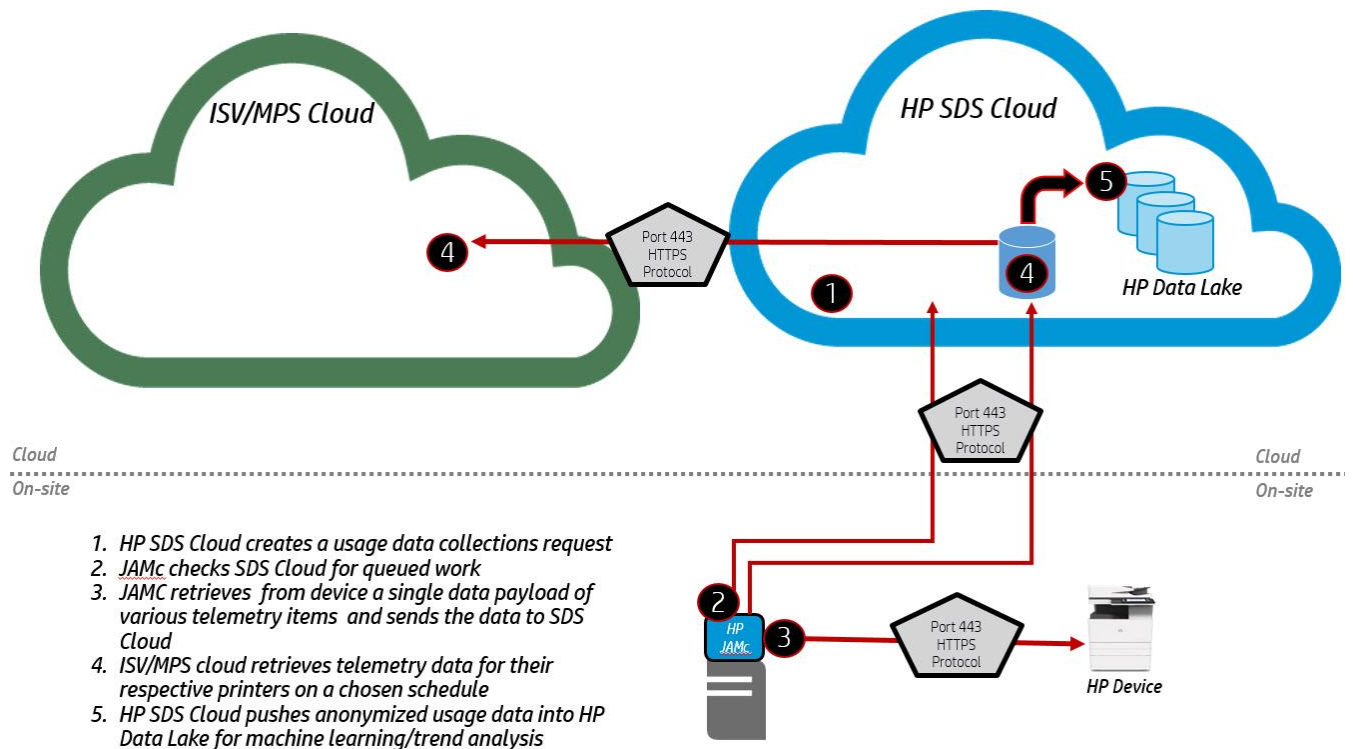 ISV/MPS Cloud
HP SDS Cloud
5
Port 443
HTTPS
Protocol
4
4
1
HP Data Lake
Port 443
HTTPS
Protocol
Cloud
Cloud
On-site
On-site
1. HP SDS Cloud creates a usage data collections request
2. JAMc checks SDS Cloud for queued work
3. JAMC retrieves from device a single data payload of
various telemetry items and sends the data to SDS
Cloud
4. ISV/MPS cloud retrieves telemetry data for their
respective printers on a chosen schedule
5. HP SDS Cloud pushes anonymized usage data into HP
Data Lake for machine learning/trend analysis
2
HP
JAMc
3
Port 443
HTTPS
Protocol
HP Device